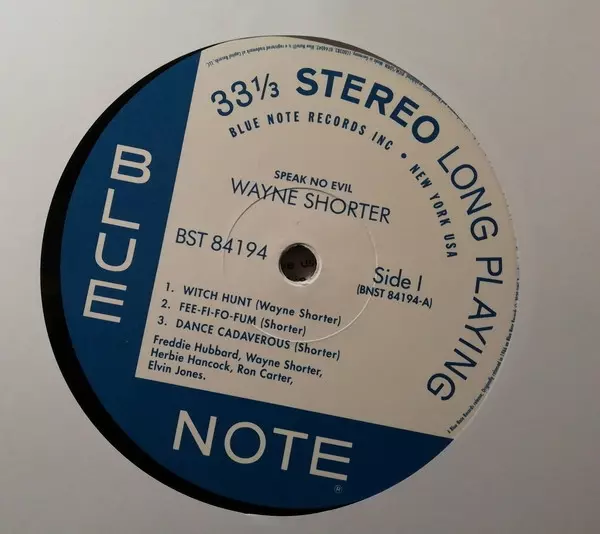 33⅓ STEREO LONG PLAYING
BLUE NOTE RECORDS INC • NEW YORK USA
SPEAK NO EVIL
WAYNE SHORTER
BST 84194
Side I
(BNST 84194-A)
1. WITCH HUNT (Wayne Shorter)
2. FEE-FI-FO-FUM (Shorter)
3. DANCE CADAVEROUS (Shorter)
Freddie Hubbard, Wayne Shorter,
Herbie Hancock, Ron Carter,
Elvin Jones.
BLUE
NOTE
®